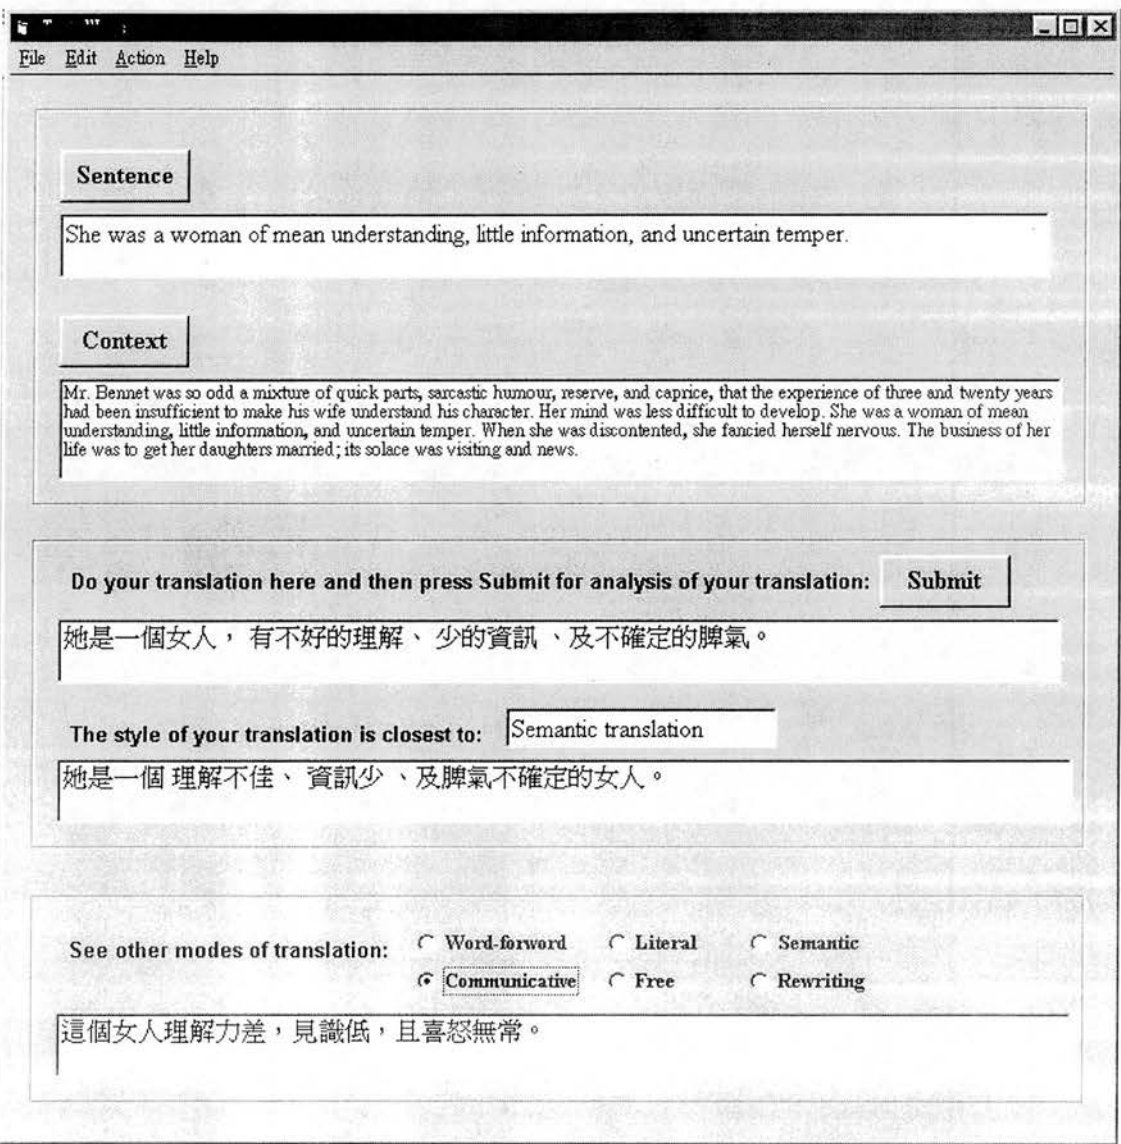 File Edit Action Help
Sentence
She was a woman of mean understanding, little information, and uncertain temper.
Context
Mr. Bennet was so odd a mixture of quick parts, sarcastic humour, reserve, and caprice, that the experience of three and twenty years
had been insufficient to make his wife understand his character. Her mind was less difficult to develop. She was a woman of mean
understanding, little information, and uncertain temper. When she was discontented, she fancied herself nervous. The business of her
life was to get her daughters married; its solace was visiting and news.
Do your translation here and then press Submit for analysis of your translation: Submit
她是一個女人， 有不好的理解、 少的資訊 、及不確定的脾氣。
The style of your translation is closest to: Semantic translation
她是一個 理解不佳、 資訊少 、及脾氣不確定的女人。
See other modes of translation: Word-forword Literal Semantic
Communicative Free Rewriting
這個女人理解力差，見識低，且喜怒無常。